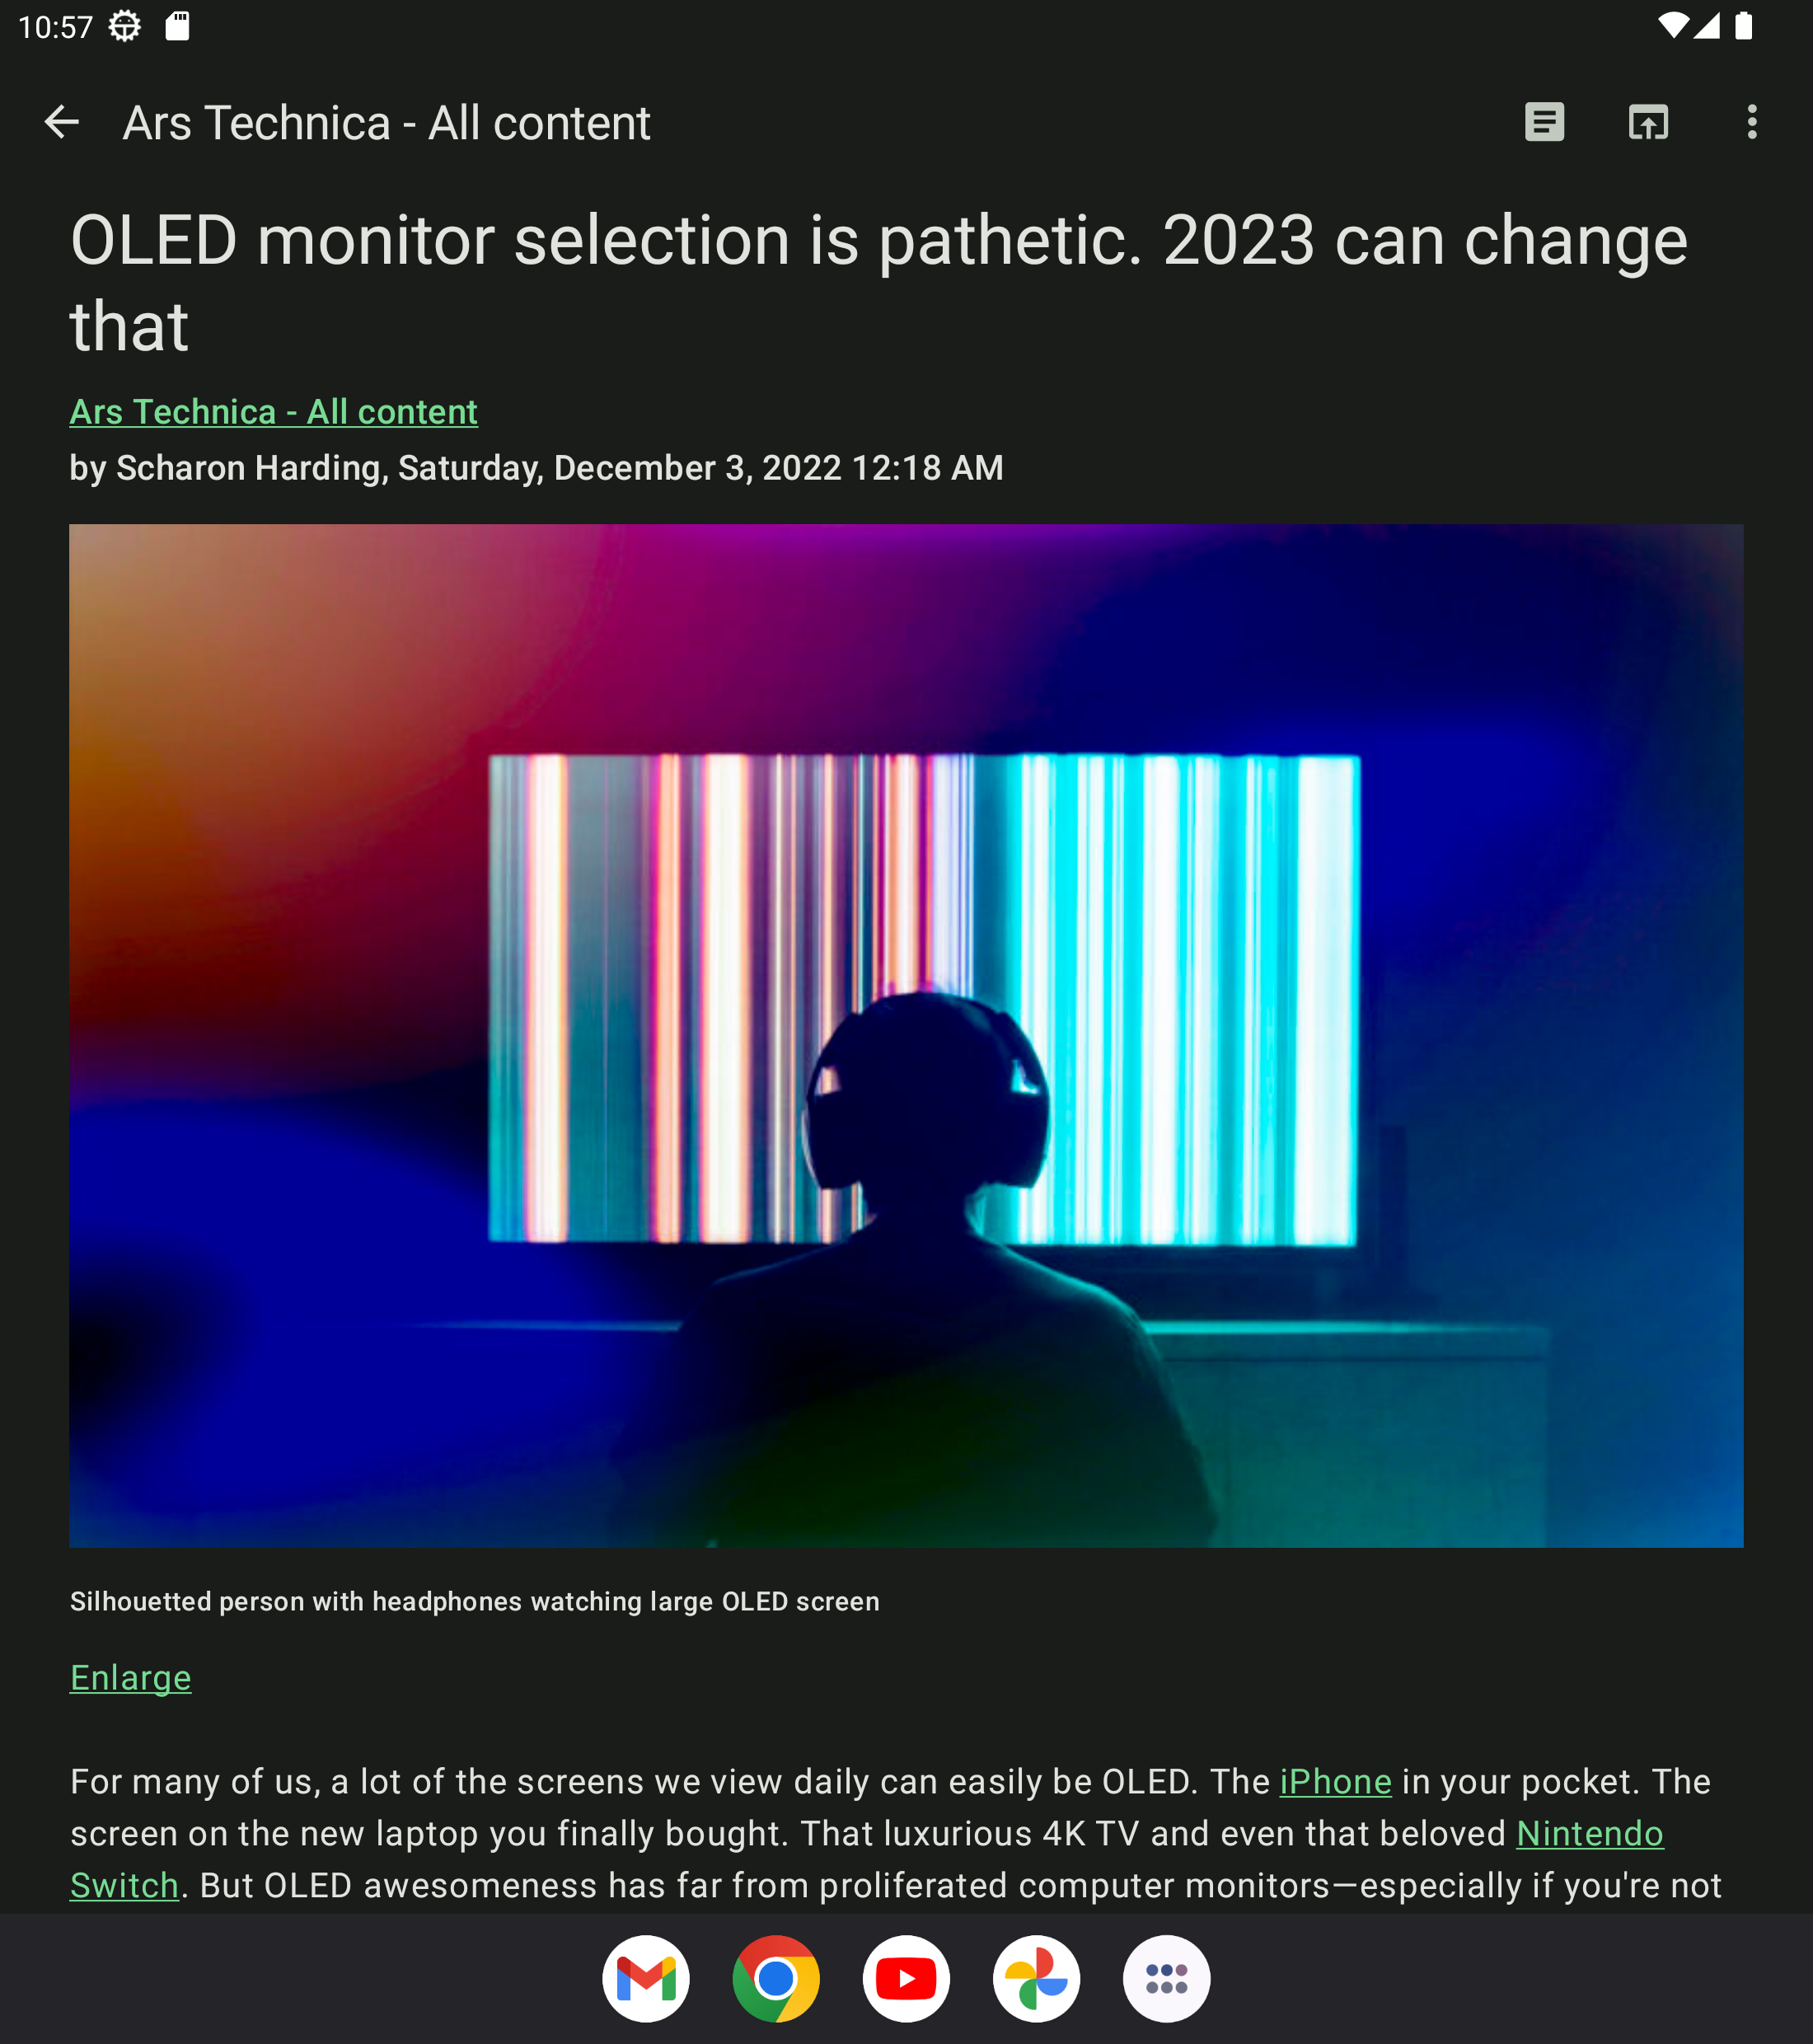 10:57
Ars Technica - All content
OLED monitor selection is pathetic. 2023 can change
that
Ars Technica - All content
by Scharon Harding, Saturday, December 3, 2022 12:18 AM
Silhouetted person with headphones watching large OLED screen
Enlarge
For many of us, a lot of the screens we view daily can easily be OLED. The iPhone in your pocket. The
screen on the new laptop you finally bought. That luxurious 4K TV and even that beloved Nintendo
Switch. But OLED awesomeness has far from proliferated computer monitors—especially if you're not